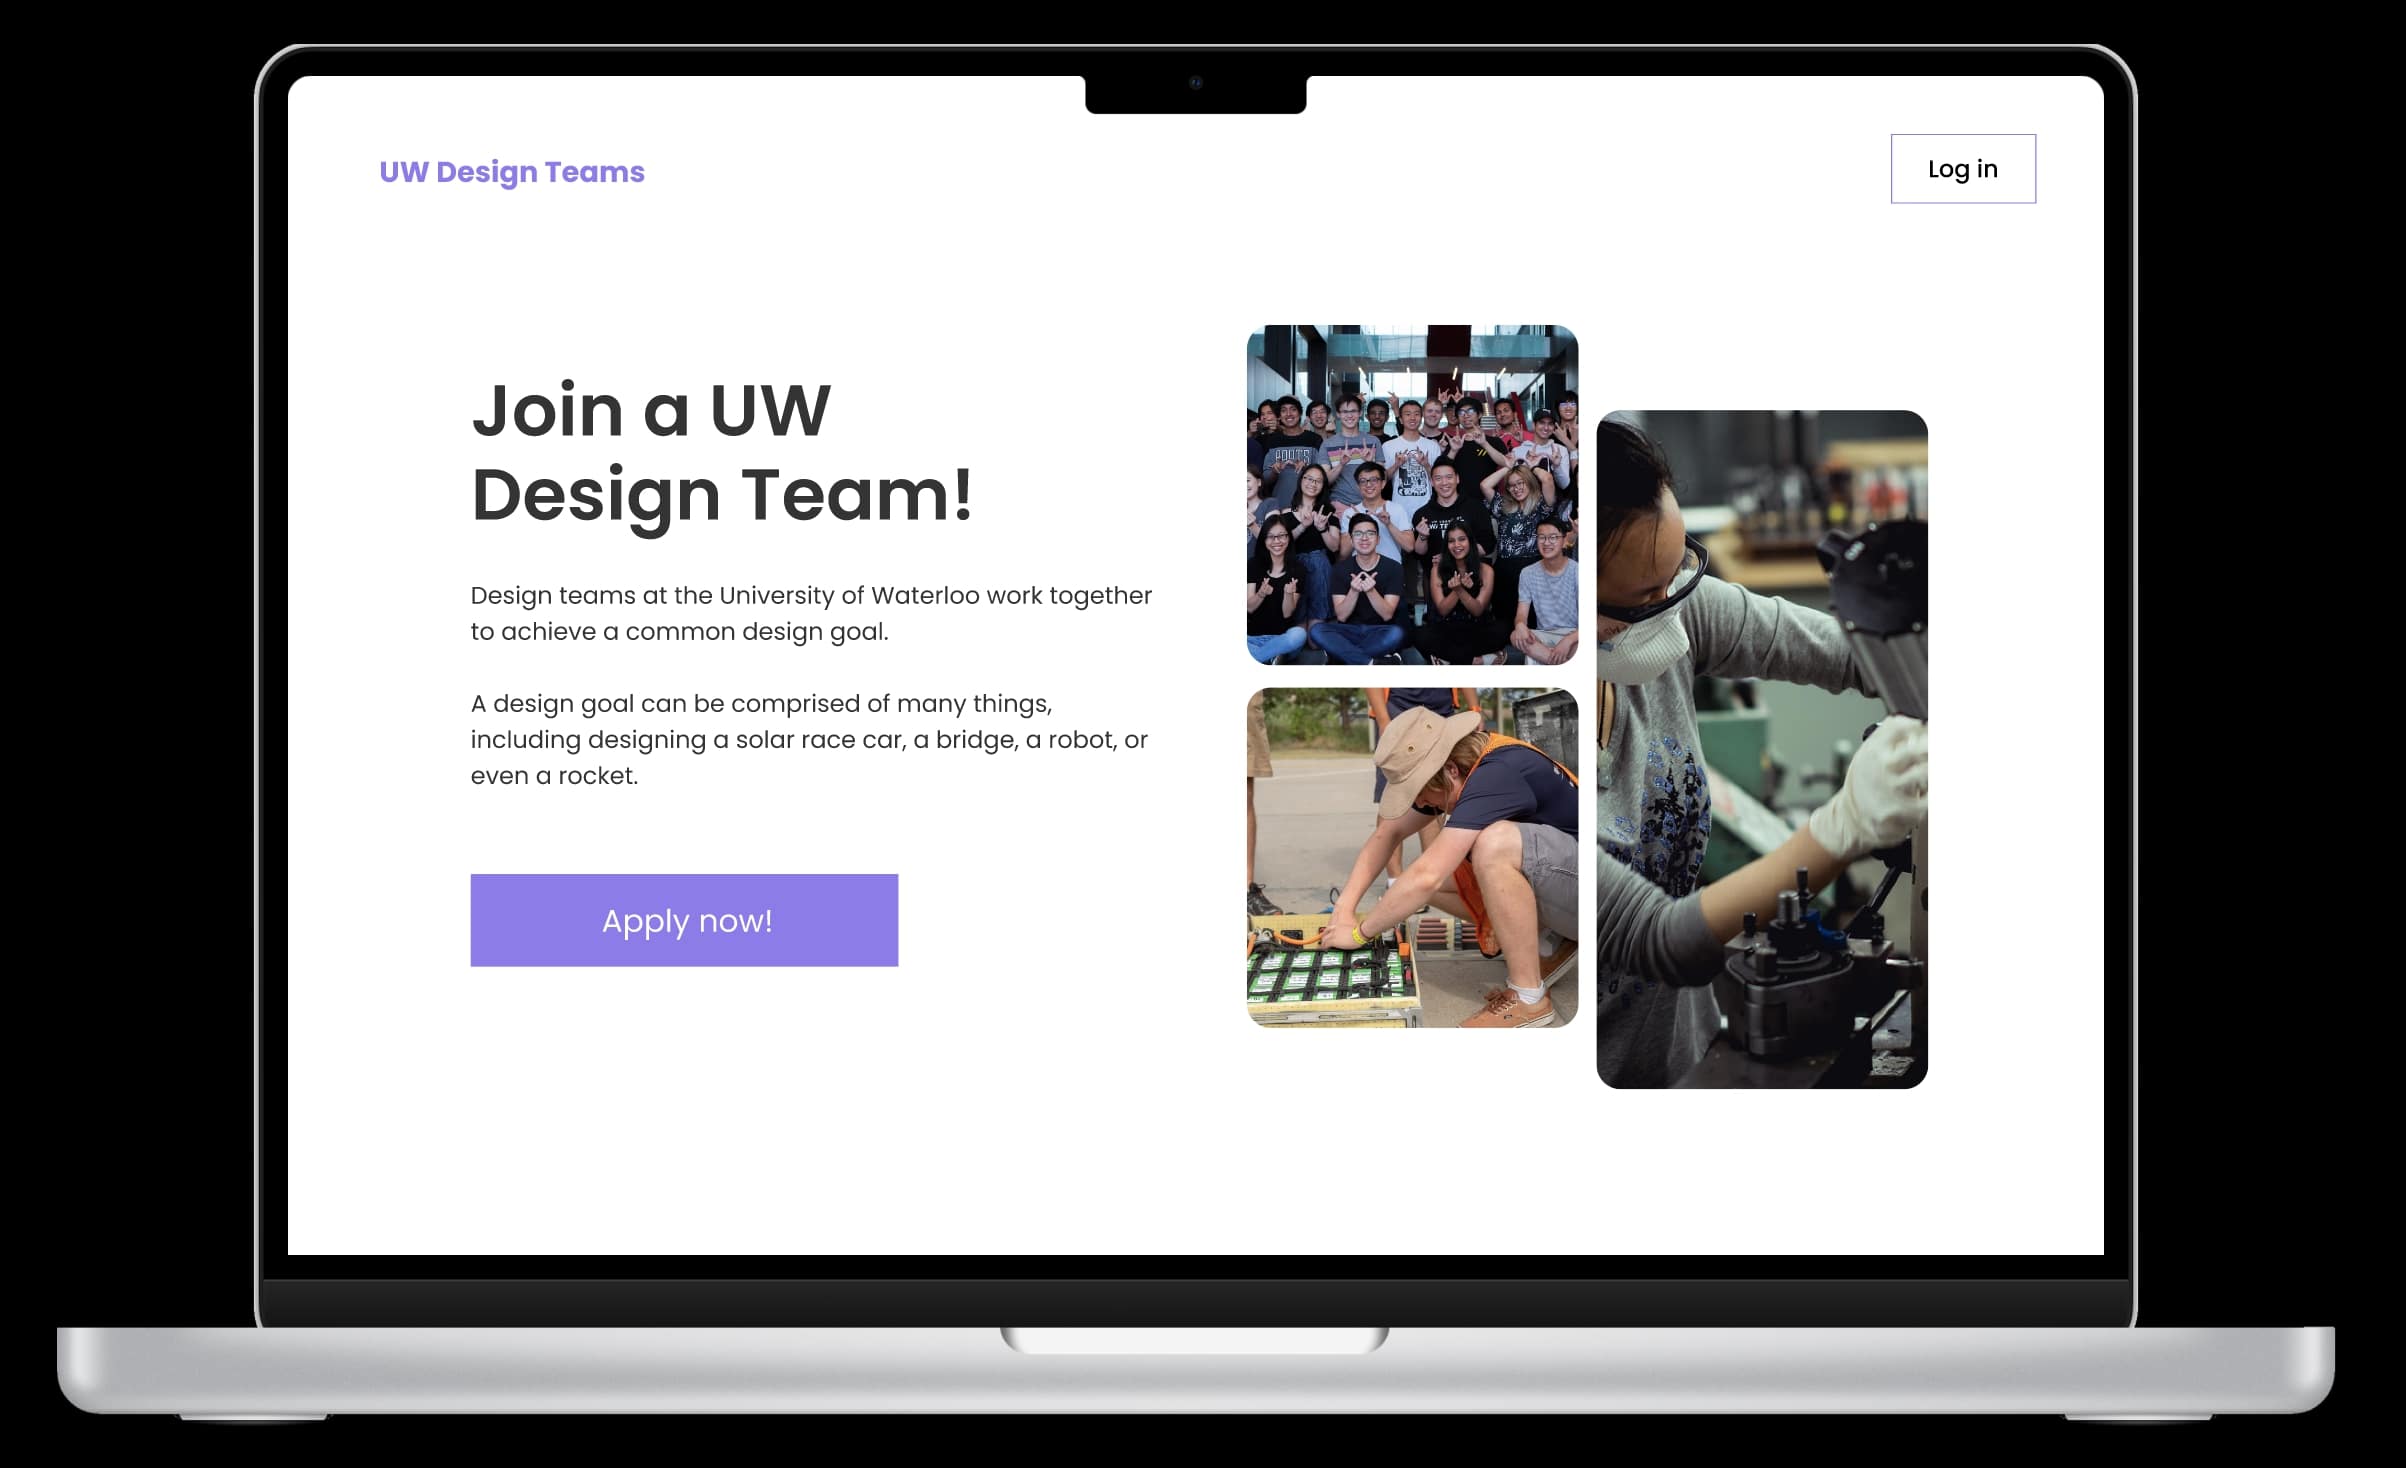 UW Design Teams
Log in
Join a UW
Design Team!
Design teams at the University of Waterloo work together
to achieve a common design goal.
A design goal can be comprised of many things,
including designing a solar race car, a bridge, a robot, or
even a rocket.
Apply now!
ROOTS